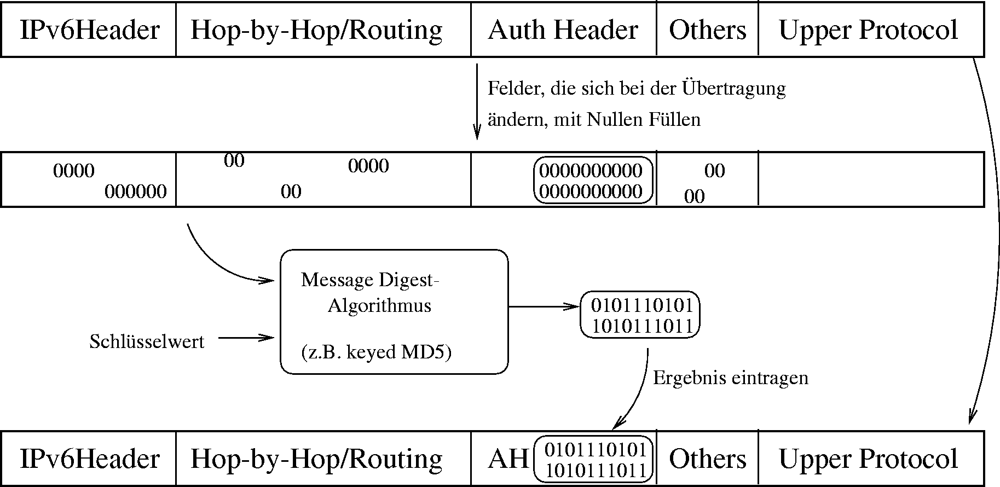 IPv6Header Hop-by-Hop/Routing Auth Header Others Upper Protocol
Felder, die sich bei der Übertragung
ändern, mit Nullen Füllen
0000 00 0000 0000000000 00
000000 00 0000000000 00
Message Digest-
Algorithmus
(z.B. keyed MD5)
Schlüsselwert
0101110101
1010111011
Ergebnis eintragen
IPv6Header Hop-by-Hop/Routing AH 0101110101 Others Upper Protocol
1010111011